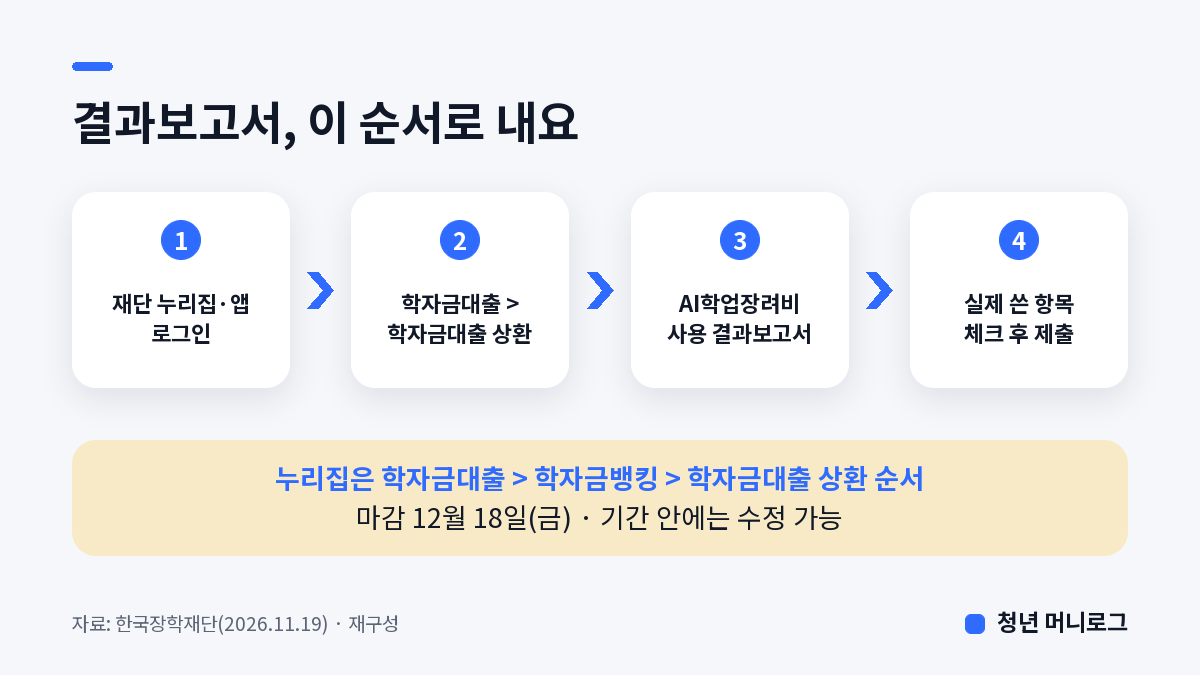 결과보고서, 이 순서로 내요
1
재단 누리집·앱
로그인
2
학자금대출 >
학자금대출 상환
3
AI학업장려비
사용 결과보고서
4
실제 쓴 항목
체크 후 제출
누리집은 학자금대출 > 학자금뱅킹 > 학자금대출 상환 순서
마감 12월 18일(금) · 기간 안에는 수정 가능
자료: 한국장학재단(2026.11.19) · 재구성
청년 머니로그